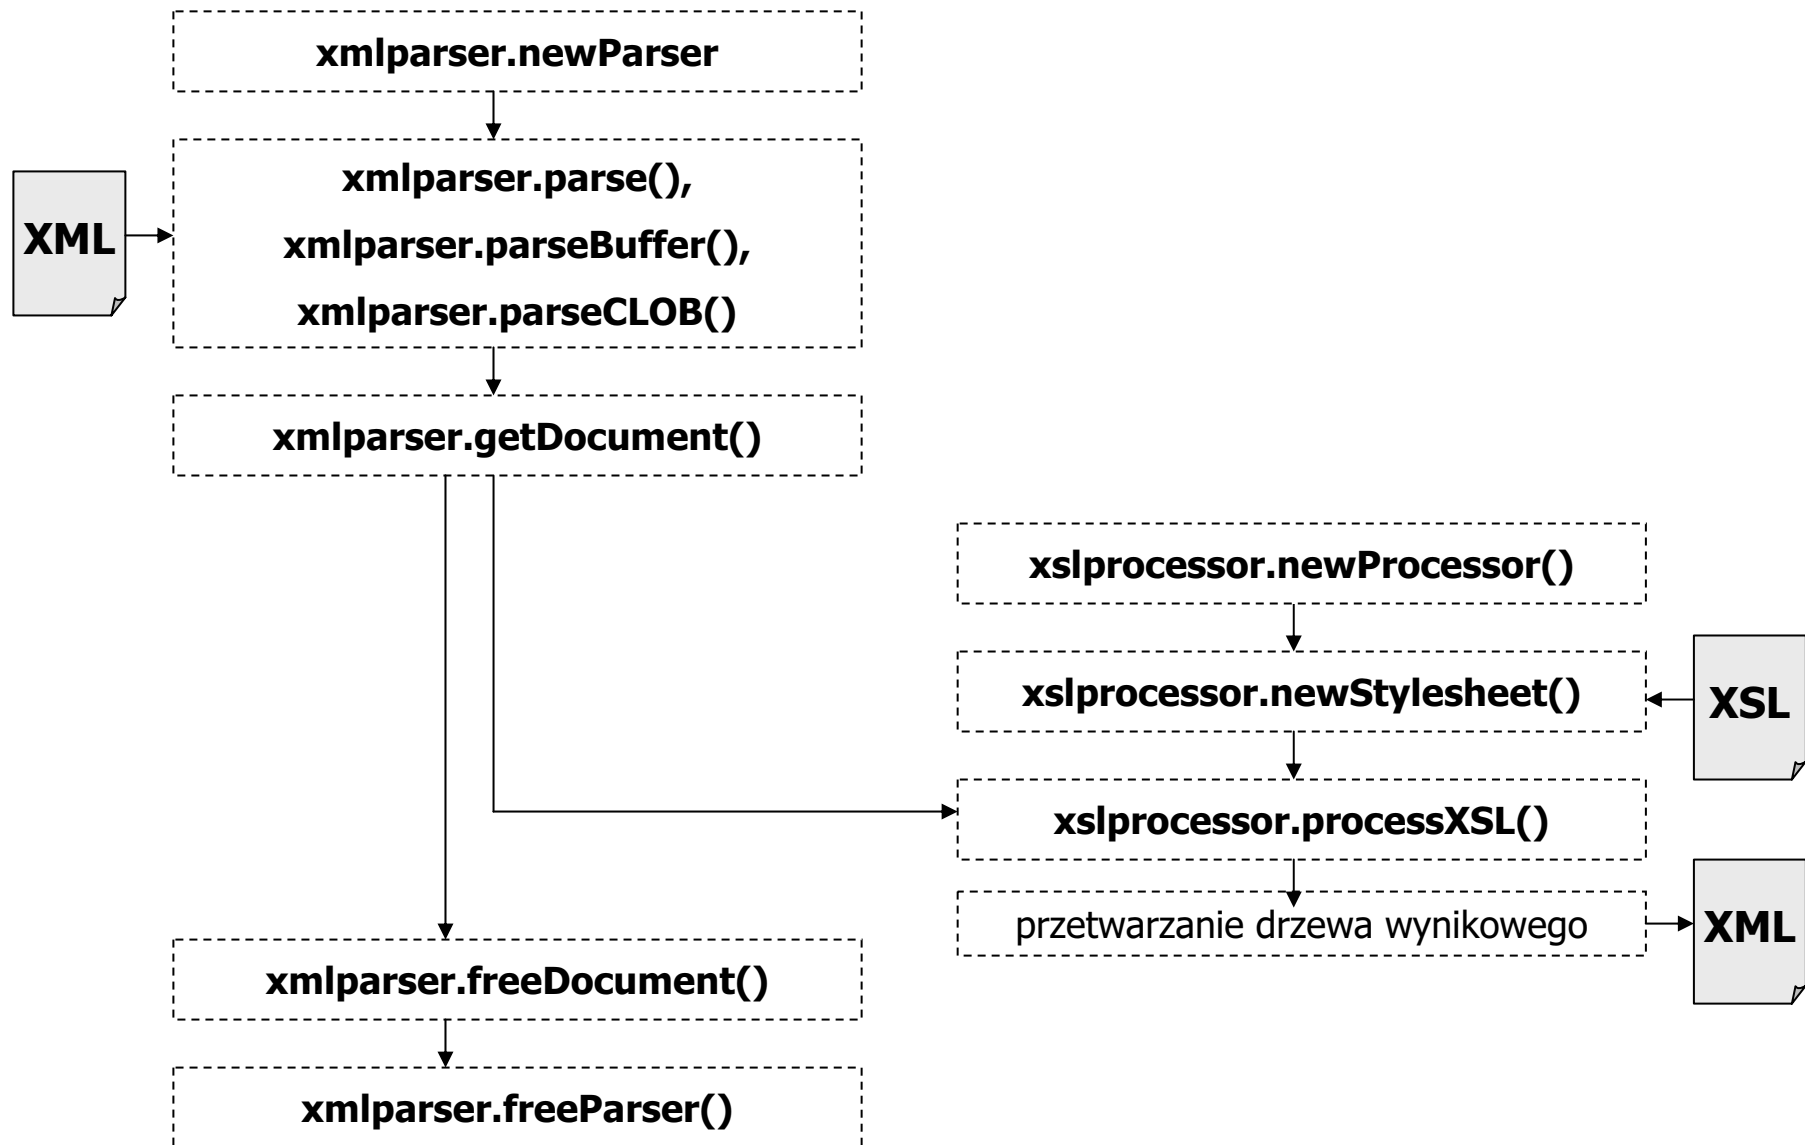 xmlparser.newParser
XML
xmlparser.parse(),
xmlparser.parseBuffer(),
xmlparser.parseCLOB()
xmlparser.getDocument()
xslprocessor.newProcessor()
xslprocessor.newStylesheet()
XSL
xslprocessor.processXSL()
przetwarzanie drzewa wynikowego
XML
xmlparser.freeDocument()
xmlparser.freeParser()